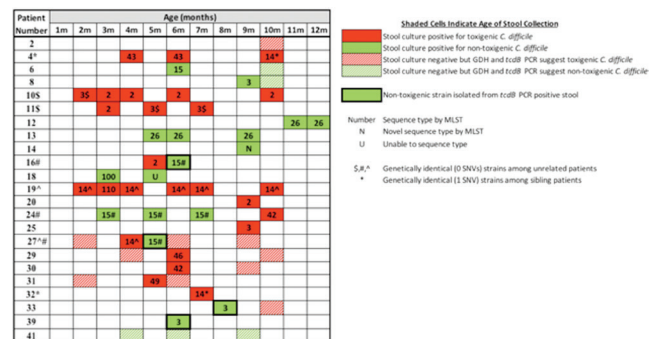 Patient Number Age (months)
1m 2m 3m 4m 5m 6m 7m 8m 9m 10m 11m 12m
2
4* 43 43 14*
6 15
8 3
10$ 3$ 2 2 2 2
11$ 2 3$ 3$
12 26 26
13 26 26 26
14 N
16# 2 15#
18 100 U
19^ 14^ 110 14^ 14^ 14^ 14^
20 2
24# 15# 15# 15# 42
25 3
27^# 14^ 15#
29 46
30 42
31 49
32* 14*
33 3
39 3
41
Shaded Cells Indicate Age of Stool Collection
Stool culture positive for toxigenic C. difficile
Stool culture positive for non-toxigenic C. difficile
Stool culture negative but GDH and tcdB PCR suggest toxigenic C. difficile
Stool culture negative but GDH and tcdB PCR suggest non-toxigenic C. difficile
Non-toxigenic strain isolated from tcdB PCR positive stool
Number Sequence type by MLST
N Novel sequence type by MLST
U Unable to sequence type
$,#,^ Genetically identical (0 SNVs) strains among unrelated patients
* Genetically identical (1 SNV) strains among sibling patients